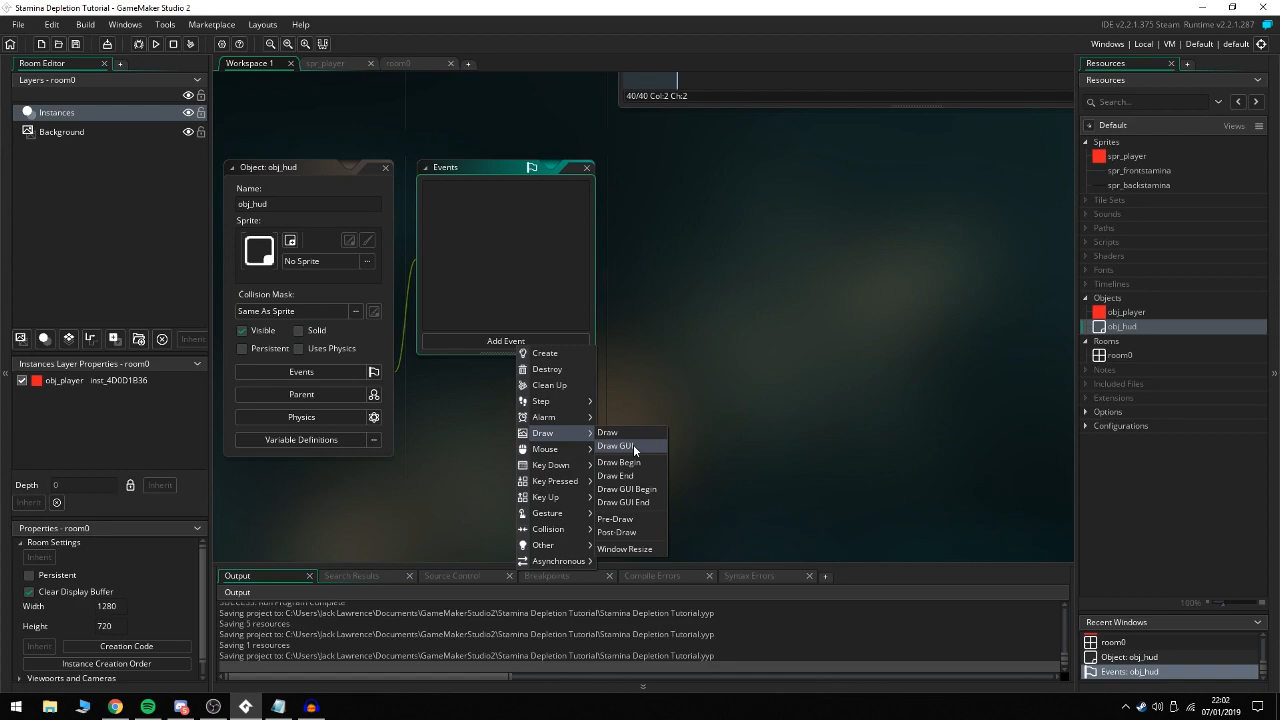 Stamina Depletion Tutorial - GameMaker Studio 2
File Edit Build Windows Tools Marketplace Layouts Help
IDE v2.2.1.375 Steam Runtime v2.2.1.287
Windows | Local | VM | Default | default
Room Editor
Workspace 1
spr_player
room0
Resources
Layers - room0
Instances
Background
40/40 Col:2 Ch:2
Resources
Search...
Default
Views
Sprites
spr_player
spr_frontstamina
spr_backstamina
Tile Sets
Sounds
Paths
Scripts
Shaders
Fonts
Timelines
Objects
obj_player
obj_hud
Rooms
room0
Notes
Included Files
Extensions
Options
Configurations
100%
Object: obj_hud
Name:
obj_hud
Sprite:
No Sprite
Collision Mask:
Same As Sprite
Visible
Solid
Persistent
Uses Physics
Events
Parent
Physics
Variable Definitions
Events
Add Event
Create
Destroy
Clean Up
Step
Alarm
Draw
Mouse
Key Down
Key Pressed
Key Up
Gesture
Collision
Other
Asynchronous
Draw
Draw GUI
Draw Begin
Draw End
Draw GUI Begin
Draw GUI End
Pre-Draw
Post-Draw
Window Resize
Inherit
Instances Layer Properties - room0
obj_player inst_4D0D1B36
Depth 0
Inherit
Inherit
Properties - room0
Room Settings
Inherit
Persistent
Clear Display Buffer
Width 1280
Height 720
Inherit
Creation Code
Instance Creation Order
Viewports and Cameras
Output
Search Results
Source Control
Breakpoints
Compile Errors
Syntax Errors
Output
SUCCESS: Run Program Complete
Saving project to: C:\Users\Jack Lawrence\Documents\GameMakerStudio2\Stamina Depletion Tutorial\Stamina Depletion Tutorial.yyp
Saving 5 resources
Saving project to: C:\Users\Jack Lawrence\Documents\GameMakerStudio2\Stamina Depletion Tutorial\Stamina Depletion Tutorial.yyp
Saving 1 resources
Saving project to: C:\Users\Jack Lawrence\Documents\GameMakerStudio2\Stamina Depletion Tutorial\Stamina Depletion Tutorial.yyp
Recent Windows
room0
Object: obj_hud
Events: obj_hud
22:02
07/01/2019